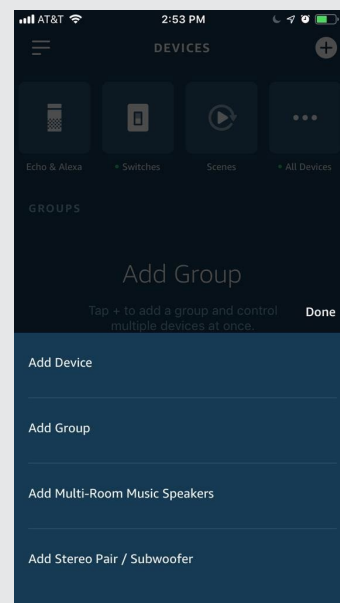 AT&T 2:53 PM
DEVICES
Echo & Alexa Switches Scenes All Devices
GROUPS
Add Group
Tap + to add a group and control
multiple devices at once.
Done
Add Device
Add Group
Add Multi-Room Music Speakers
Add Stereo Pair / Subwoofer